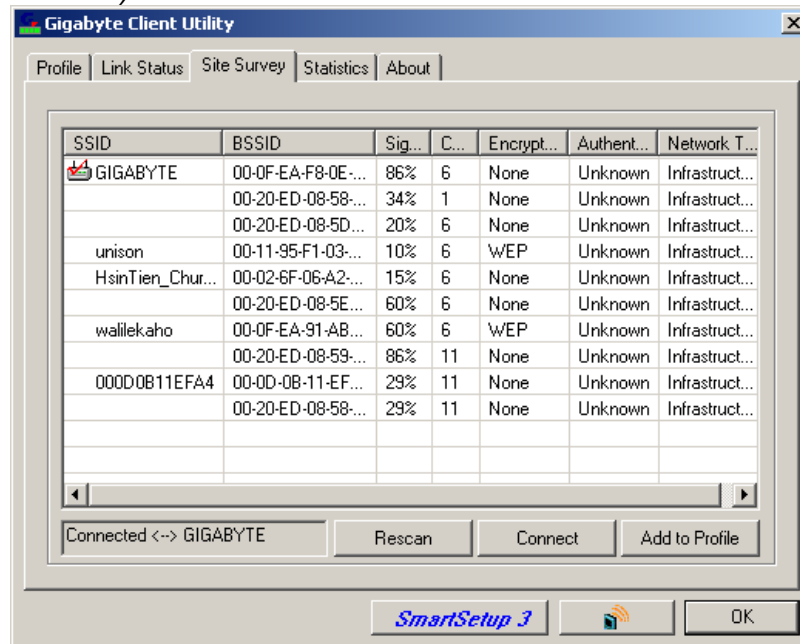 )
Gigabyte Client Utility
Profile Link Status Site Survey Statistics About
SSID BSSID Sig... C... Encrypt... Authent... Network T...
GIGABYTE 00-0F-EA-F8-0E-... 86% 6 None Unknown Infrastruct...
00-20-ED-08-58-... 34% 1 None Unknown Infrastruct...
00-20-ED-08-5D... 20% 6 None Unknown Infrastruct...
unison 00-11-95-F1-03-... 10% 6 WEP Unknown Infrastruct...
HsinTien_Chur... 00-02-6F-06-A2-... 15% 6 None Unknown Infrastruct...
00-20-ED-08-5E... 60% 6 None Unknown Infrastruct...
walilekaho 00-0F-EA-91-AB... 60% 6 WEP Unknown Infrastruct...
00-20-ED-08-59-... 86% 11 None Unknown Infrastruct...
000D0B11EFA4 00-0D-0B-11-EF... 29% 11 None Unknown Infrastruct...
00-20-ED-08-58-... 29% 11 None Unknown Infrastruct...
Connected <--> GIGABYTE Rescan Connect Add to Profile
SmartSetup 3 OK